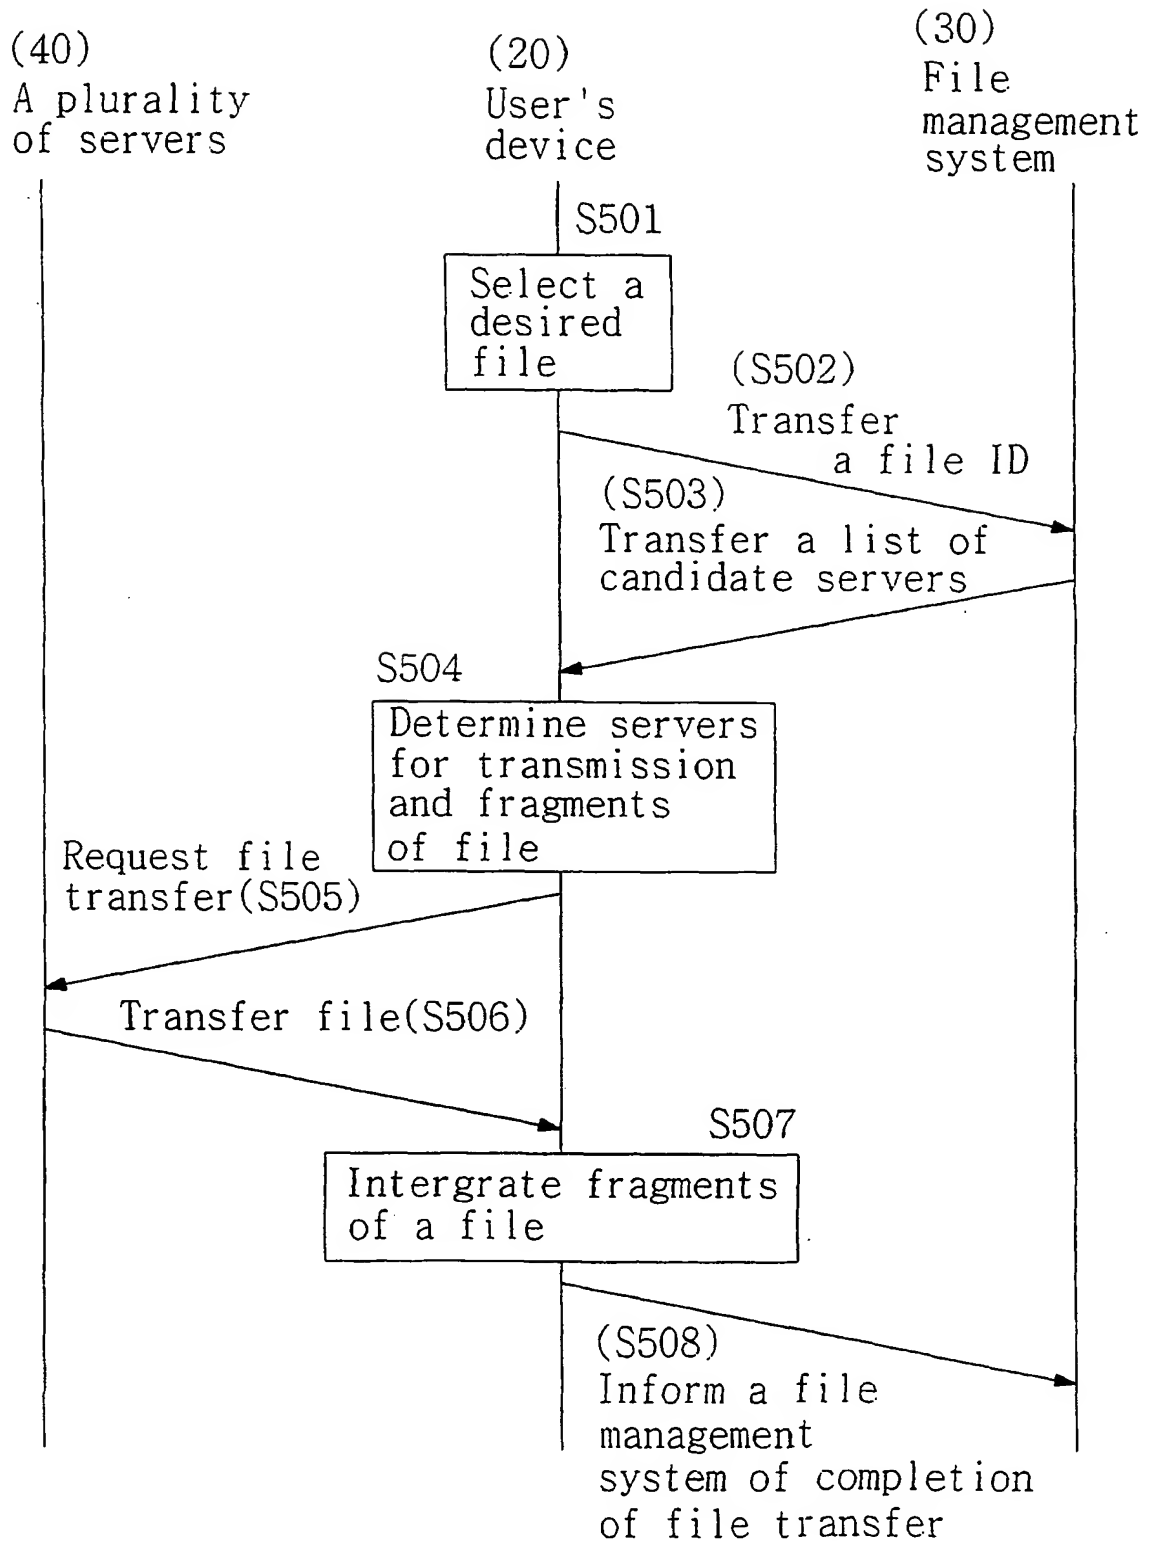 (40)
A plurality
of servers
(20)
User's
device
(30)
File
management
system
S501
Select a
desired
file
(S502)
Transfer
a file ID
(S503)
Transfer a list of
candidate servers
S504
Determine servers
for transmission
and fragments
of file
Request file
transfer(S505)
Transfer file(S506)
S507
Intergrate fragments
of a file
(S508)
Inform a file
management
system of completion
of file transfer